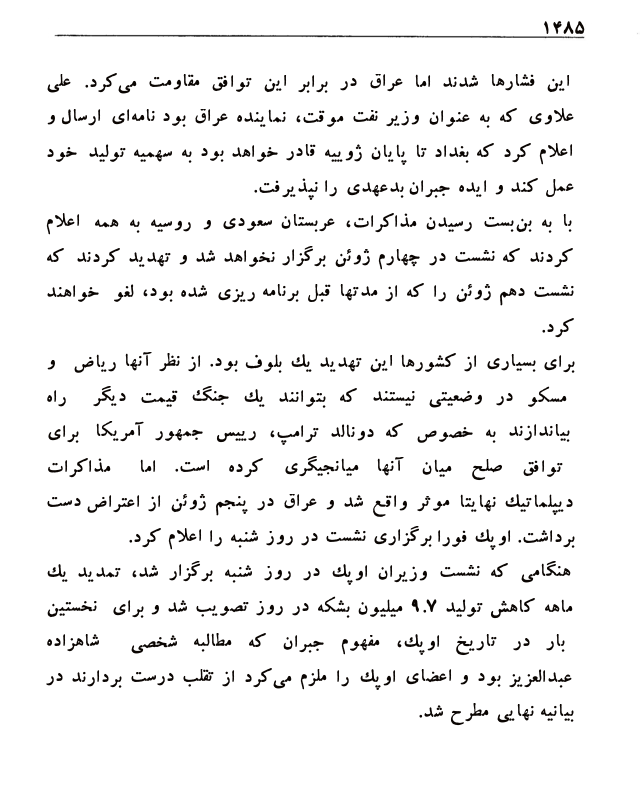 ۱۴۸۵
این فشارها شدند اما عراق در برابر این توافق مقاومت می‌کرد. علی
علاوی که به عنوان وزیر نفت موقت، نماینده عراق بود نامه‌ای ارسال و
اعلام کرد که بغداد تا پایان ژوییه قادر خواهد بود به سهمیه تولید خود
عمل کند و ایده جبران بدعهدی را نپذیرفت.
با به بن‌بست رسیدن مذاکرات، عربستان سعودی و روسیه به همه اعلام
کردند که نشست در چهارم ژوئن برگزار نخواهد شد و تهدید کردند که
نشست دهم ژوئن را که از مدتها قبل برنامه ریزی شده بود، لغو خواهند
کرد.
برای بسیاری از کشورها این تهدید یك بلوف بود. از نظر آنها ریاض و
مسکو در وضعیتی نیستند که بتوانند یك جنگ قیمت دیگر راه
بیاندازند به خصوص که دونالد ترامپ، رییس جمهور آمریکا برای
توافق صلح میان آنها میانجیگری کرده است. اما مذاکرات
دیپلماتیك نهایتا موثر واقع شد و عراق در پنجم ژوئن از اعتراض دست
برداشت. اوپك فورا برگزاری نشست در روز شنبه را اعلام کرد.
هنگامی که نشست وزیران اوپك در روز شنبه برگزار شد، تمدید یك
ماهه کاهش تولید ۹.۷ میلیون بشکه در روز تصویب شد و برای نخستین
بار در تاریخ اوپك، مفهوم جبران که مطالبه شخصی شاهزاده
عبدالعزیز بود و اعضای اوپك را ملزم می‌کرد از تقلب درست بردارند در
بیانیه نهایی مطرح شد.